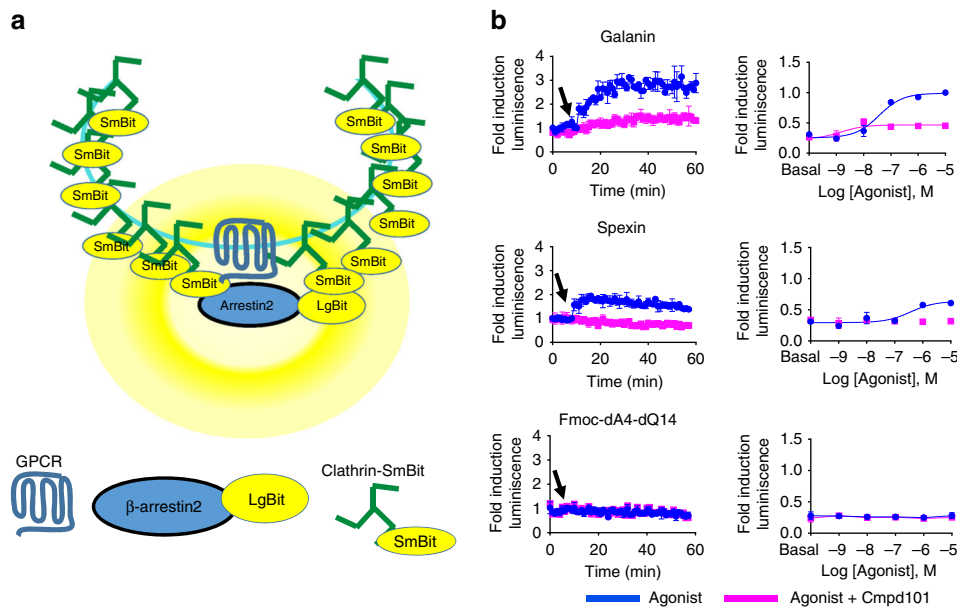 a
SmBit
SmBit
SmBit
SmBit
SmBit
SmBit
SmBit
SmBit
SmBit
SmBit
SmBit
SmBit
Arrestin2
LgBit
GPCR
β-arrestin2
LgBit
Clathrin-SmBit
SmBit
b
Galanin
Fold induction
luminiscence
4
3
2
1
0
0
20
40
60
Time (min)
Fold induction
luminiscence
1.5
1.0
0.5
0.0
Basal
–9
–8
–7
–6
–5
Log [Agonist], M
Spexin
Fold induction
luminiscence
4
3
2
1
0
0
20
40
60
Time (min)
Fold induction
luminiscence
1.5
1.0
0.5
0.0
Basal
–9
–8
–7
–6
–5
Log [Agonist], M
Fmoc-dA4-dQ14
Fold induction
luminiscence
4
3
2
1
0
0
20
40
60
Time (min)
Fold induction
luminiscence
1.5
1.0
0.5
0.0
Basal
–9
–8
–7
–6
–5
Log [Agonist], M
Agonist
Agonist + Cmpd101